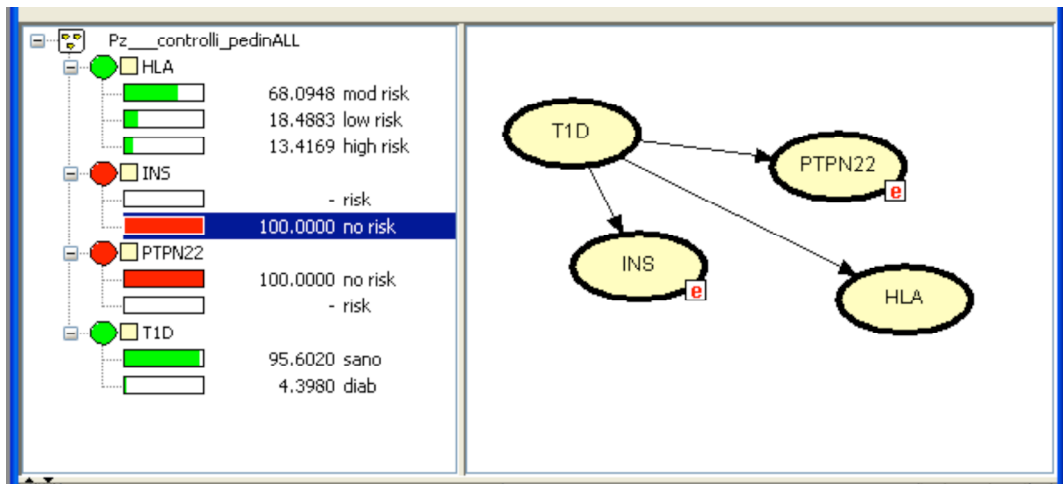 Pz___controlli_pedinALL
HLA
68.0948 mod risk
18.4883 low risk
13.4169 high risk
INS
- risk
100.0000 no risk
PTPN22
100.0000 no risk
- risk
T1D
95.6020 sano
4.3980 diab
T1D
PTPN22
e
INS
e
HLA